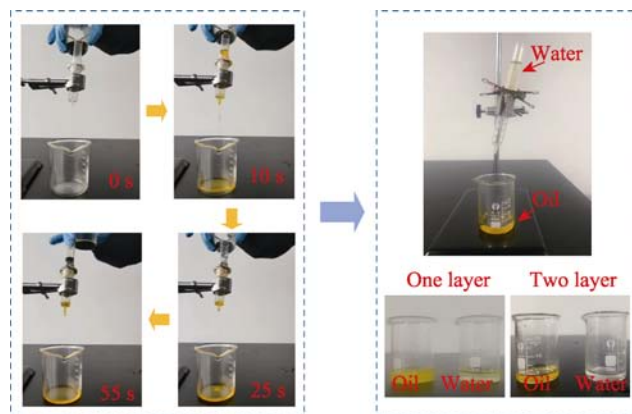 0 s
10 s
55 s
25 s
Water
Oil
One layer
Two layer
Oil
Water
Oil
Water